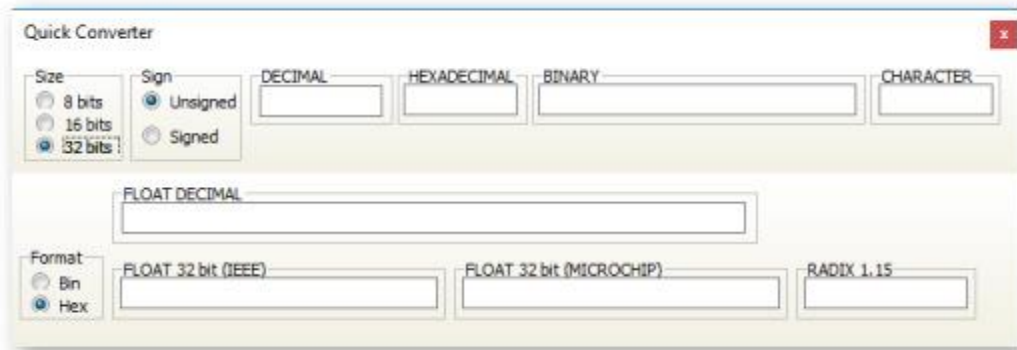 Quick Converter
x
Size
8 bits
16 bits
32 bits
Sign
Unsigned
Signed
DECIMAL
HEXADECIMAL
BINARY
CHARACTER
FLOAT DECIMAL
Format
Bin
Hex
FLOAT 32 bit (IEEE)
FLOAT 32 bit (MICROCHIP)
RADIX 1.15